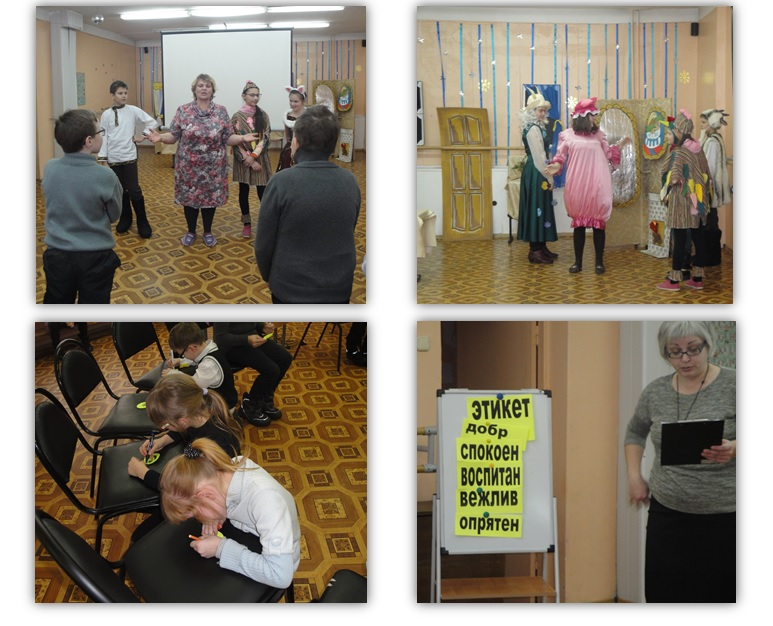 этикет
добр
спокоен
воспитан
вежлив
опрятен